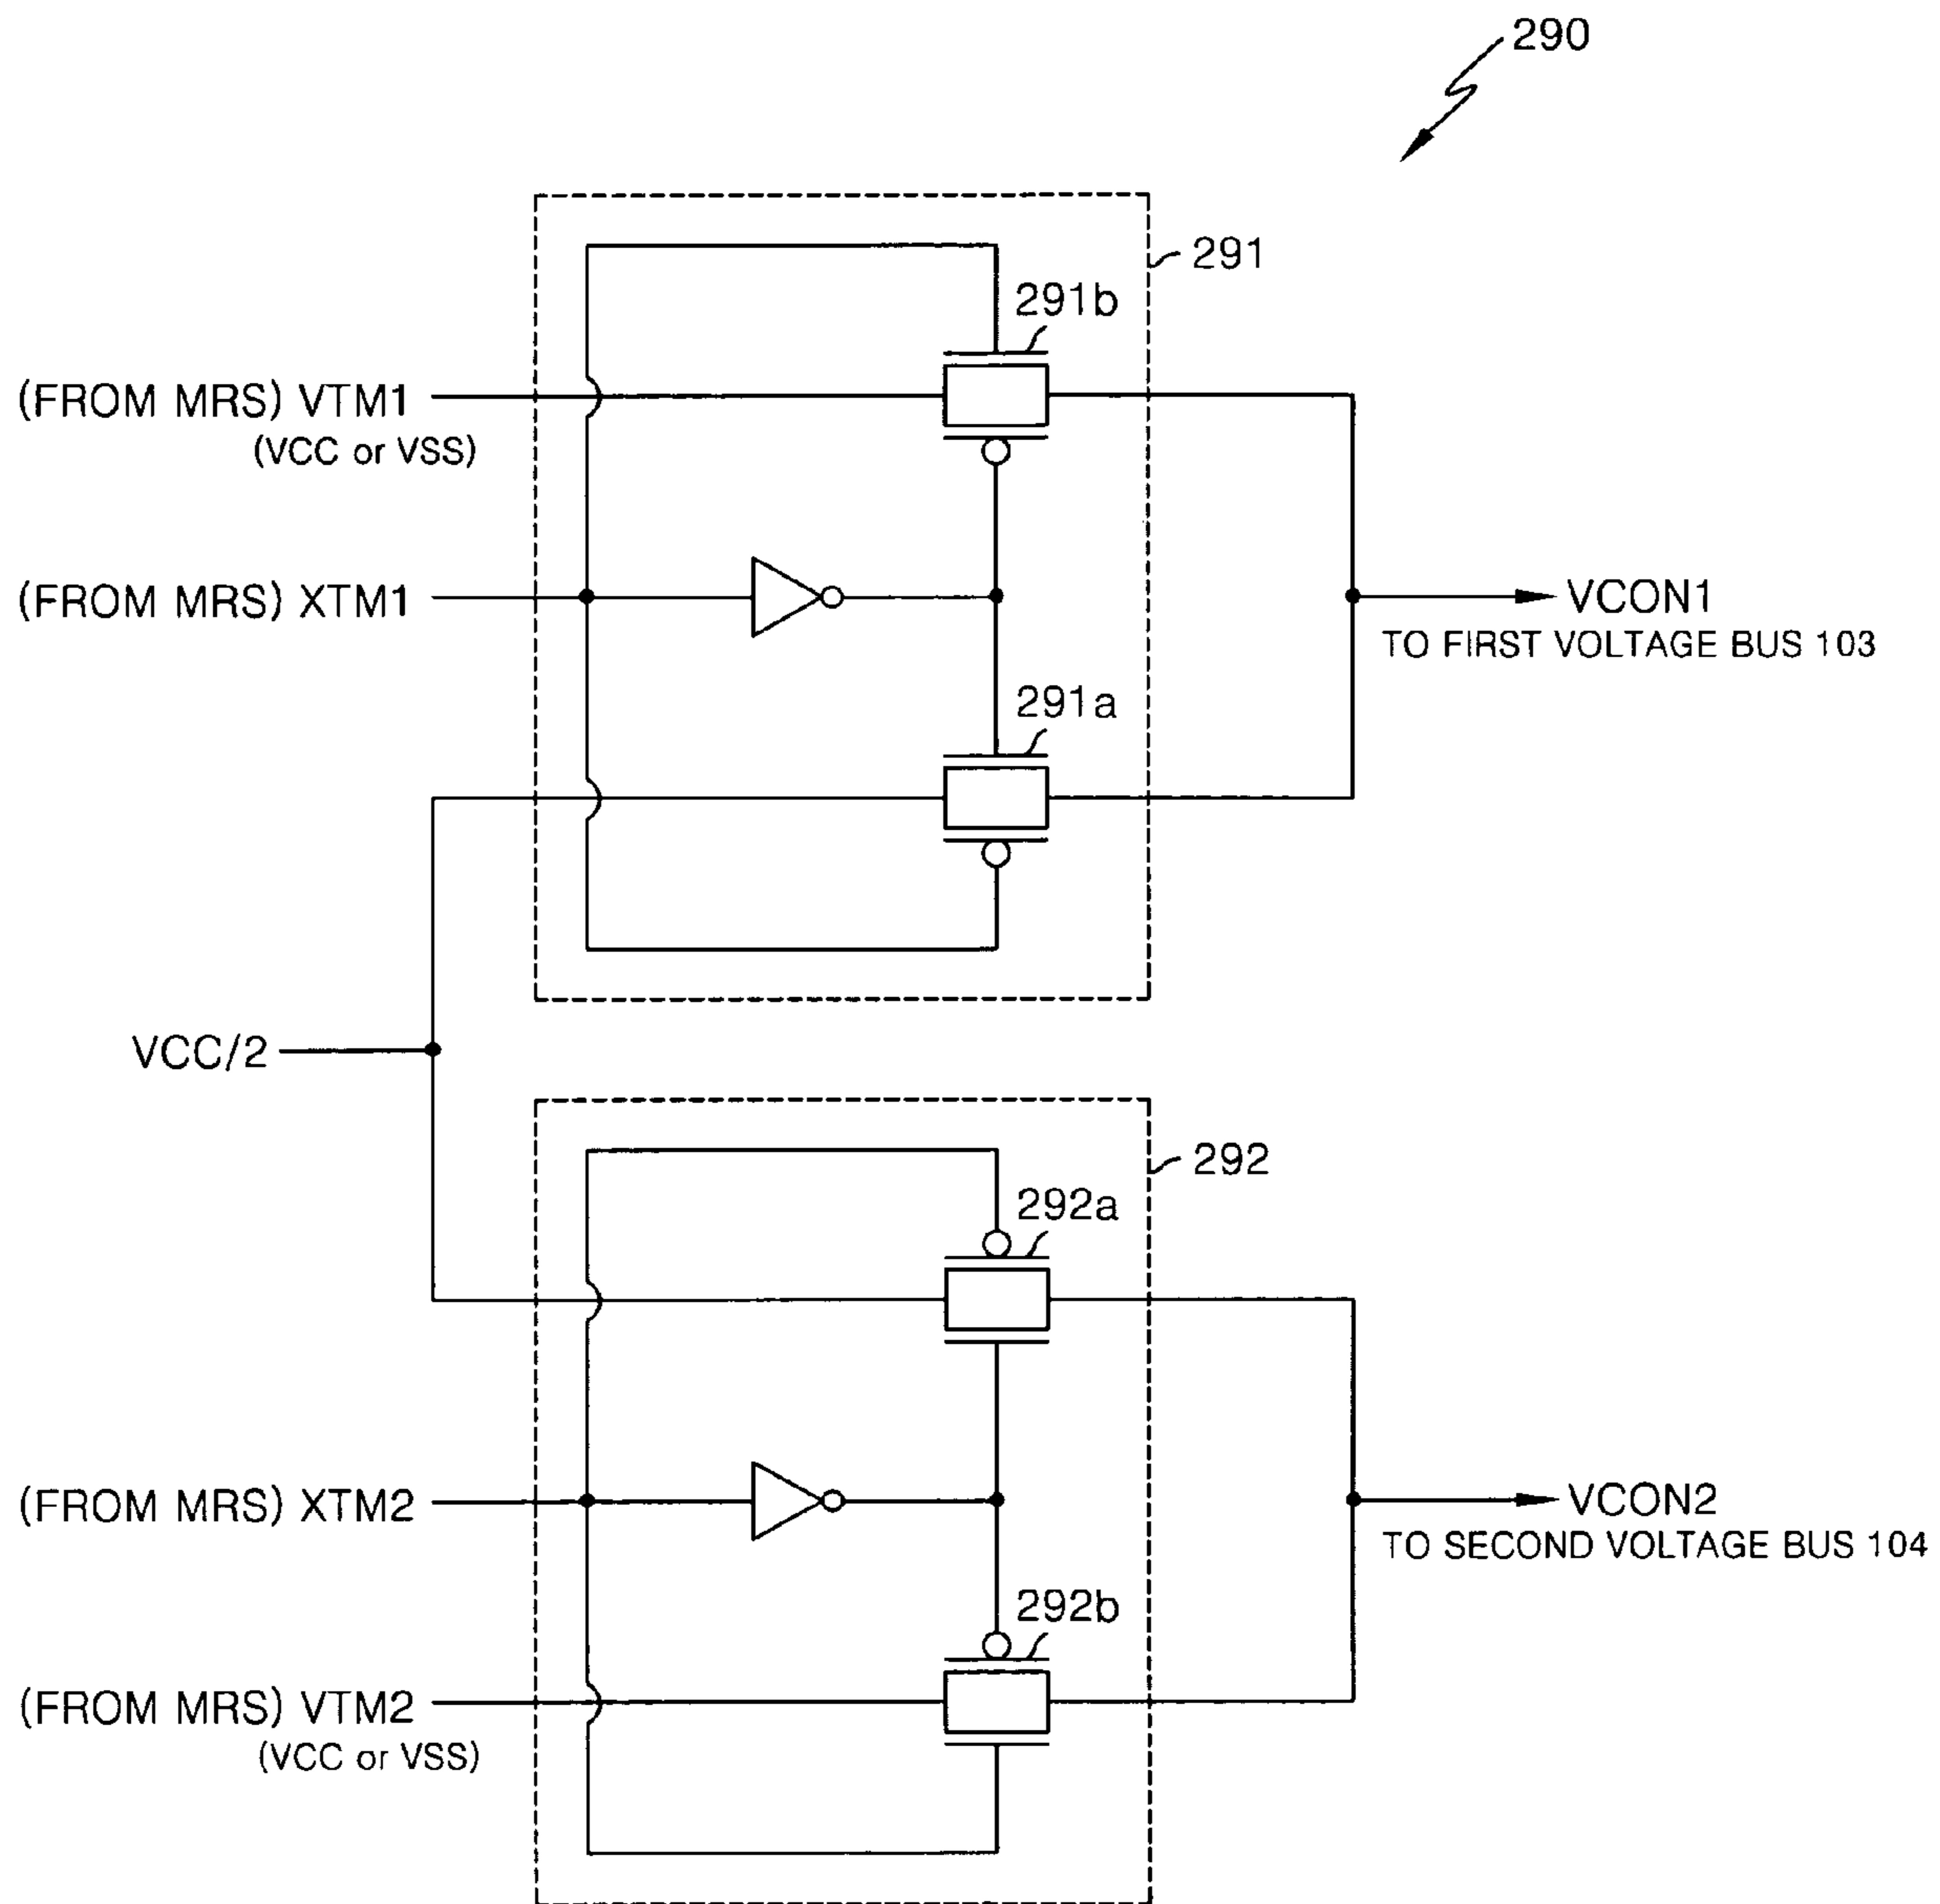 290
291
291b
(FROM MRS) VTM1
(VCC or VSS)
(FROM MRS) XTM1
VCON1
TO FIRST VOLTAGE BUS 103
291a
VCC/2
292
292a
(FROM MRS) XTM2
VCON2
TO SECOND VOLTAGE BUS 104
292b
(FROM MRS) VTM2
(VCC or VSS)